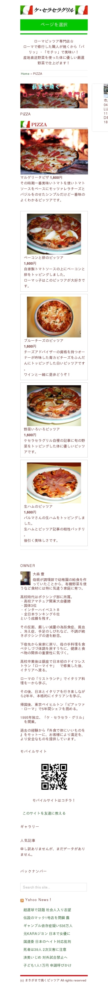 ケ・セラセラグリル
ページを選択
ローマピッツア専門店☆
ローマで修行した職人が焼くから「パ
リッ」・「モチッ」で美味い！
産地直送野菜を使った体に優しい厳選
野菜で仕上げます！
Home » PIZZA
薪窯で焼く
ローマピッツァ専門店
市川
04
LU
11
DI
18
PIZZA
PIZZA
マルゲリータピザ 1,600円
その時期一番美味いトマトを使いトマト
ソースをベースにモッツァレラチーズと
バジルをのせたシンプルだけど一番味の
よくわかるピッツアです。
ベーコンと卵のピッツア
1,600円
自家製トマトソースの上にベーコンと
卵をトッピングしました。
ローマっ子はこのピッツアが大好きで
す。
ブルーチーズのピッツア
1,600円
チーズアドバイザーの資格を持つオー
ナーが吟味した青カビチーズをふんだ
んにトッピングした白いピッツアです
。
ワインと一緒に是非どうぞ！
野菜いろいろピッツア
1,600円
ケセラセラグリル自慢の記事に旬の野
菜をトッピングした体に優しいピッツ
アです。
生ハムのピッツア
1,600円
パルマさんの生ハムをトッピングしま
した。
生ハムとピッツア記事の相性バッチリ
。
後引く美味しさです。
OWNER
大森 豊
母親が調理師で幼稚園の給食を作
っていたことから、有機野菜を使
うなど食材には特に気遣う家庭に育つ。
高校時代はボクシング部に所属。
・高校アマチュア関東大会優勝
・国体3位
・インターハイベスト８
・全日本ランキング６位
という成績を残す。
その反面、厳しい減量の為拒食症、貧血
、冷え症、手足のしびれなど、不調が続
きボクシングの道を断念。
下宿先から実家に戻り、母の手料理を食
べ少しづづ体調を戻すうちに、健康と食
べ物の関係の重要性に気づく。
高校卒業後は銀座で日本初のドイツレス
トラン「ローマイヤ」　で修業した後、
イタリアへ渡る。
ローマの「リストランテ」でイタリア料
理を一から学ぶ。
その後、日本とイタリアを行き来しなが
ら2年半、本格的にイタリアンを学ぶ。
帰国後、東京ベイヒルトン「ピアッツァ
・ローマ」で5年間シェフを務める。
1995年独立、「ケ・セラセラ・グリル」
を開業。
過去の経験から『外食で体にいいものを
』をモットーに、お客様により満足を、
より安全なものを提供しています。
モバイルサイト
モバイルサイトはコチラ！
このサイトを友達に教える
ギャラリー
人気記事
申し訳ありませんが、まだデータがあり
ません。
バックナンバー
Search this site...
Yahoo News！
超遅球で話題 社会人入り志望
伝説のマック1号店を閉鎖 露
ギャンブル依存症疑い536万人
元KARAジヨン 日本で女優に
国連委 日本のヘイト対応批判
死者は39人 2次災害に注意
済美いじめ 対外試合禁止へ
子ども1人1万円 申請呼びかけ
(c) まきがまで焼くピッツア All rights reserved